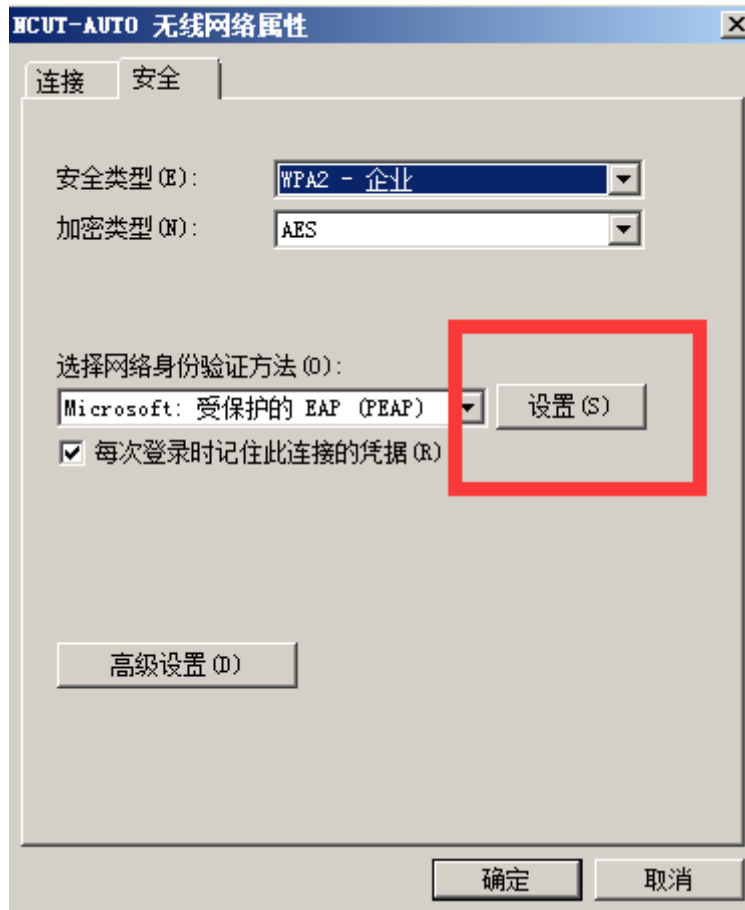 NCUT-AUTO 无线网络属性
连接 安全
安全类型(E): WPA2 - 企业
加密类型(N): AES
选择网络身份验证方法(O):
Microsoft: 受保护的 EAP (PEAP) 设置(S)
每次登录时记住此连接的凭据(R)
高级设置(D)
确定 取消